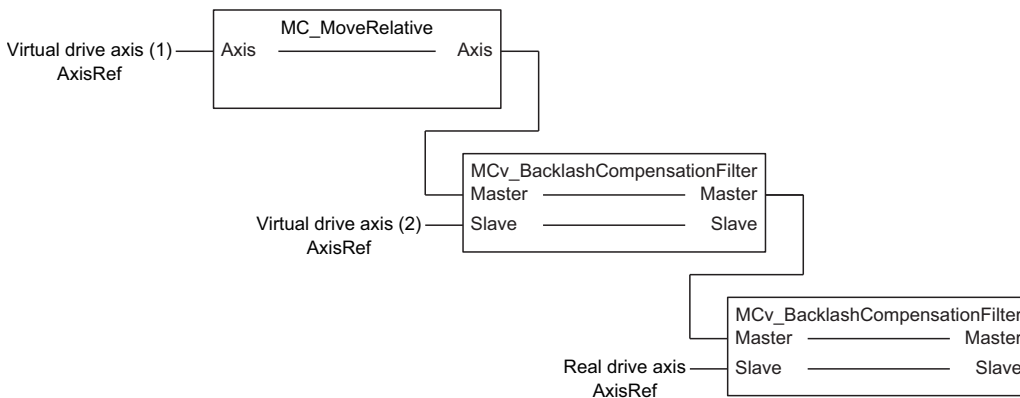 MC_MoveRelative
Virtual drive axis (1)
AxisRef
Axis Axis
MCv_BacklashCompensationFilter
Master Master
Virtual drive axis (2)
AxisRef
Slave Slave
MCv_BacklashCompensationFilter
Master Master
Real drive axis
AxisRef
Slave Slave